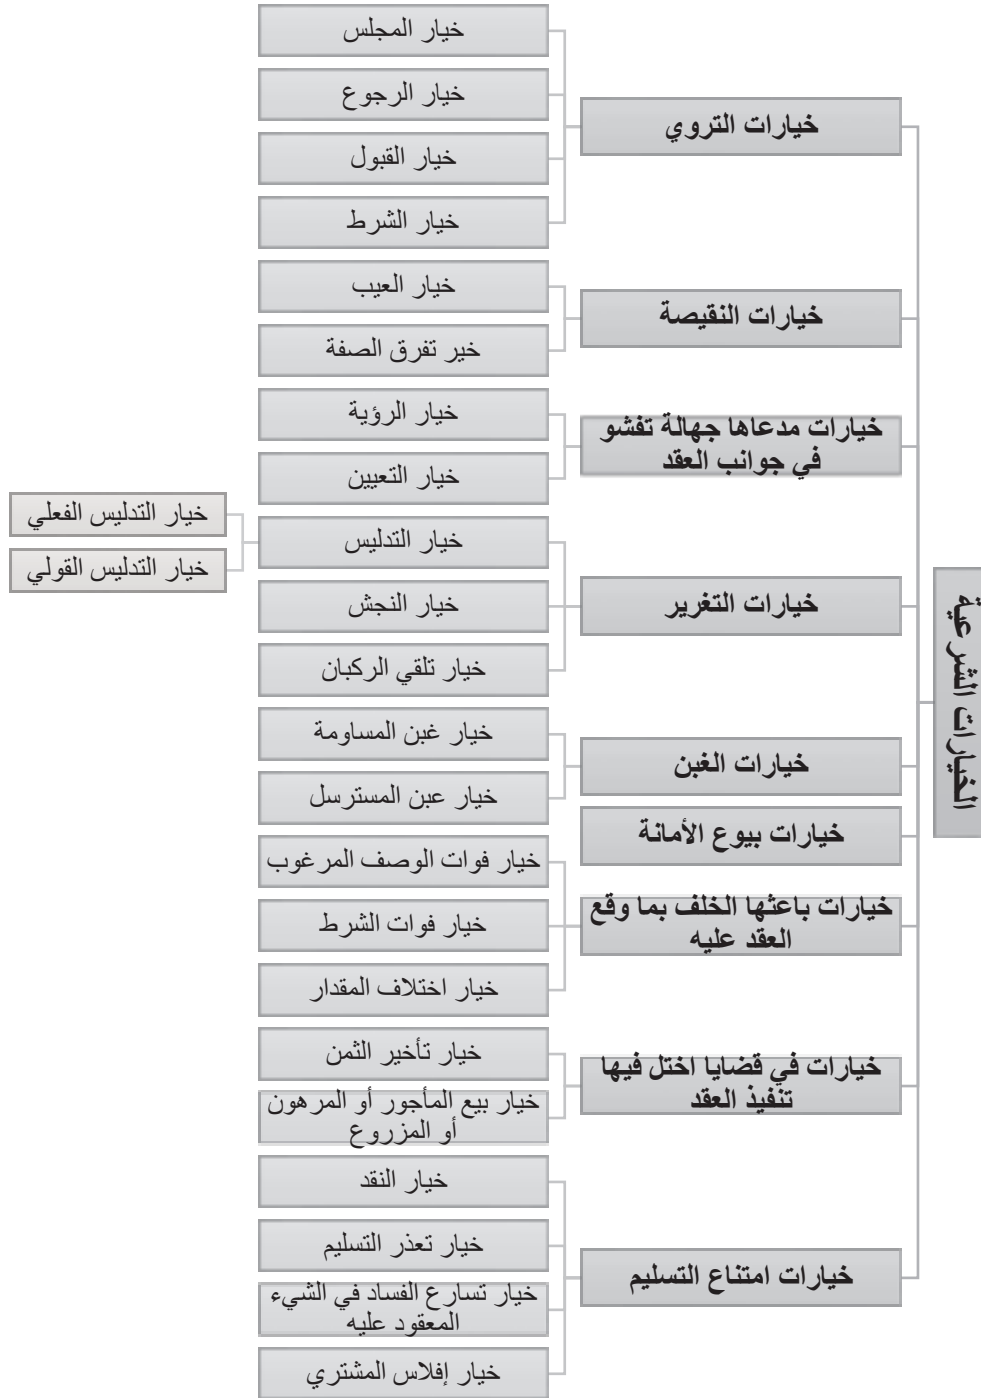 الخيارات الشرعية
خيارات التروي
خيار المجلس
خيار الرجوع
خيار القبول
خيار الشرط
خيارات النقيصة
خيار العيب
خير تفرق الصفة
خيارات مدعاها جهالة تفشو
في جوانب العقد
خيار الرؤية
خيار التعيين
خيارات التغرير
خيار التدليس
خيار التدليس الفعلي
خيار التدليس القولي
خيار النجش
خيار تلقي الركبان
خيارات الغبن
خيار غبن المساومة
خيار عبن المسترسل
خيارات بيوع الأمانة
خيارات باعثها الخلف بما وقع
العقد عليه
خيار فوات الوصف المرغوب
خيار فوات الشرط
خيار اختلاف المقدار
خيارات في قضايا اختل فيها
تنفيذ العقد
خيار تأخير الثمن
خيار بيع المأجور أو المرهون
أو المزروع
خيارات امتناع التسليم
خيار النقد
خيار تعذر التسليم
خيار تسارع الفساد في الشيء
المعقود عليه
خيار إفلاس المشتري